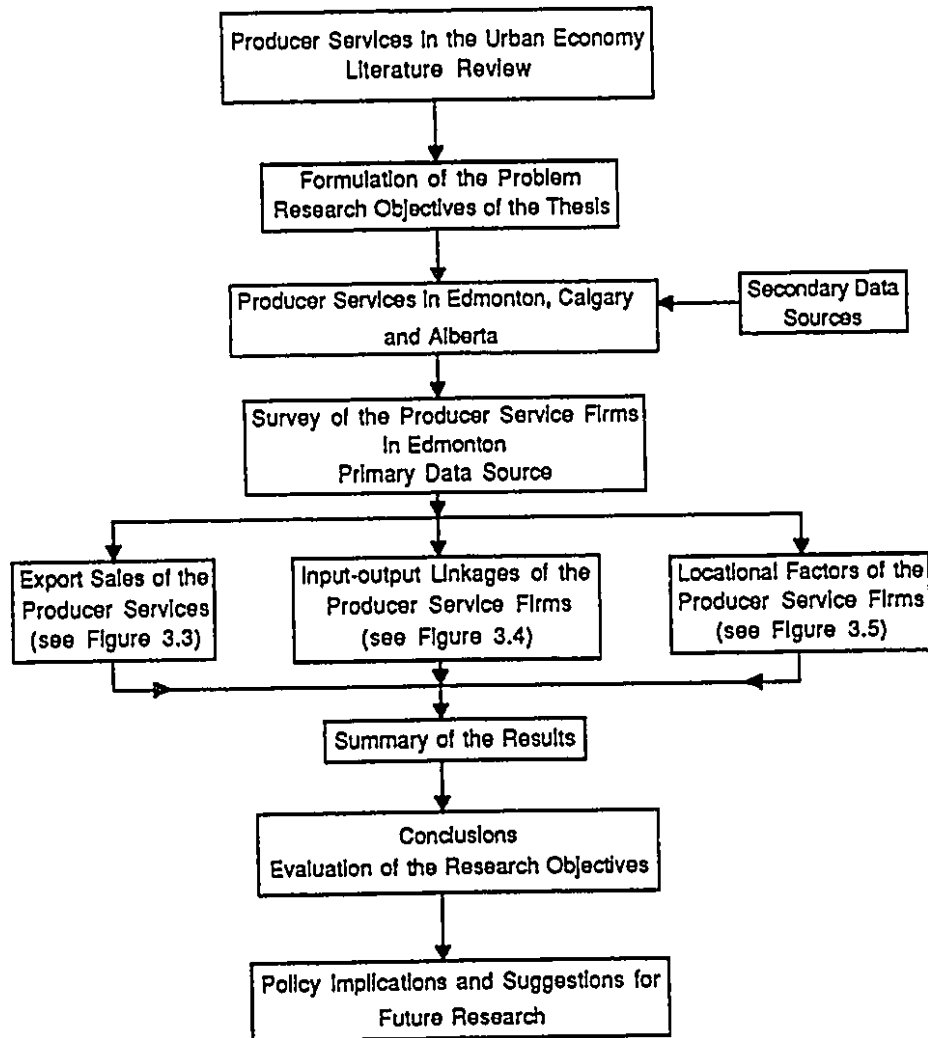 Producer Services in the Urban Economy
Literature Review
Formulation of the Problem
Research Objectives of the Thesis
Producer Services in Edmonton, Calgary
and Alberta
Secondary Data
Sources
Survey of the Producer Service Firms
in Edmonton
Primary Data Source
Export Sales of the
Producer Services
(see Figure 3.3)
Input-output Linkages of the
Producer Service Firms
(see Figure 3.4)
Locational Factors of the
Producer Service Firms
(see Figure 3.5)
Summary of the Results
Conclusions
Evaluation of the Research Objectives
Policy Implications and Suggestions for
Future Research